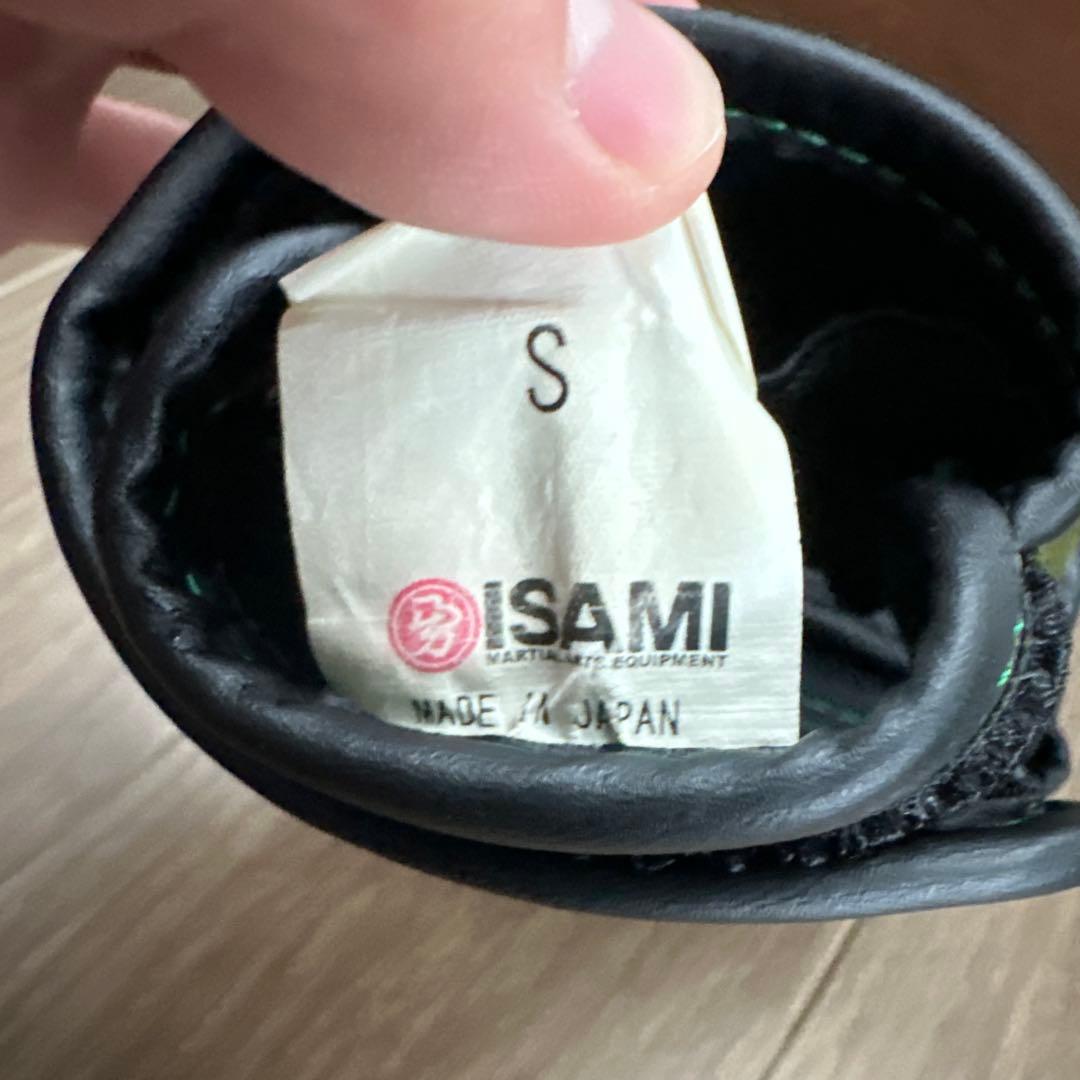 S
ISAMI
MARTIAL ARTS EQUIPMENT
MADE IN JAPAN